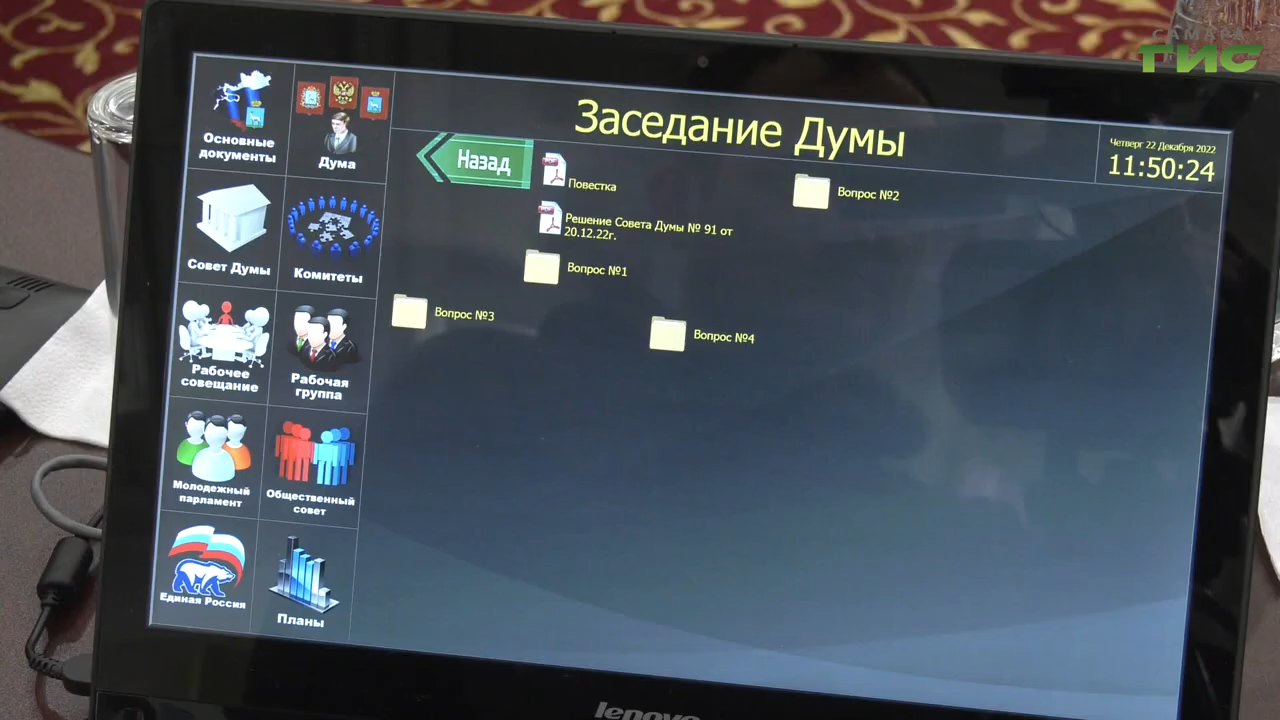 САМАРА
ГИС
Основные
документы
Дума
Заседание Думы
Четверг 22 Декабря 2022
11:50:24
Назад
Повестка
Вопрос №2
Решение Совета Думы № 91 от
20.12.22г.
Вопрос №1
Вопрос №3
Вопрос №4
Совет Думы
Комитеты
Рабочее
совещание
Рабочая
группа
Молодежный
парламент
Общественный
совет
Единая Россия
Планы
lenovo